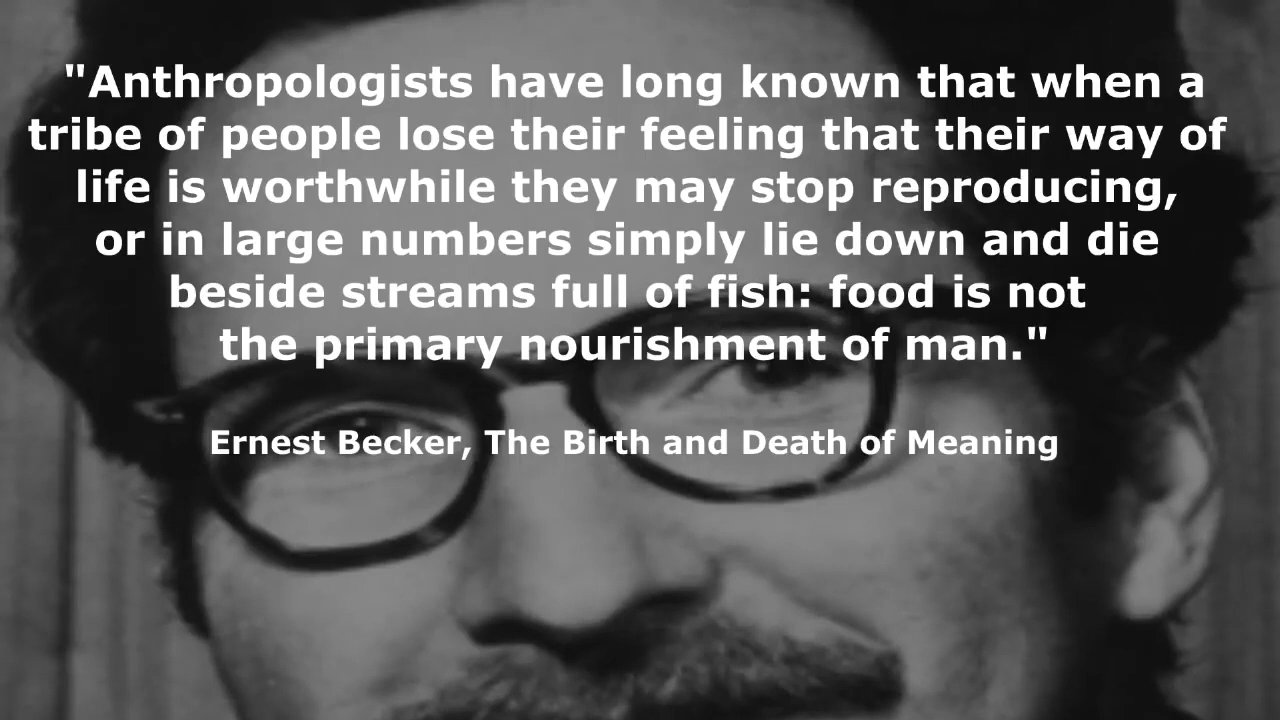 "Anthropologists have long known that when a
tribe of people lose their feeling that their way of
life is worthwhile they may stop reproducing,
or in large numbers simply lie down and die
beside streams full of fish: food is not
the primary nourishment of man."
Ernest Becker, The Birth and Death of Meaning